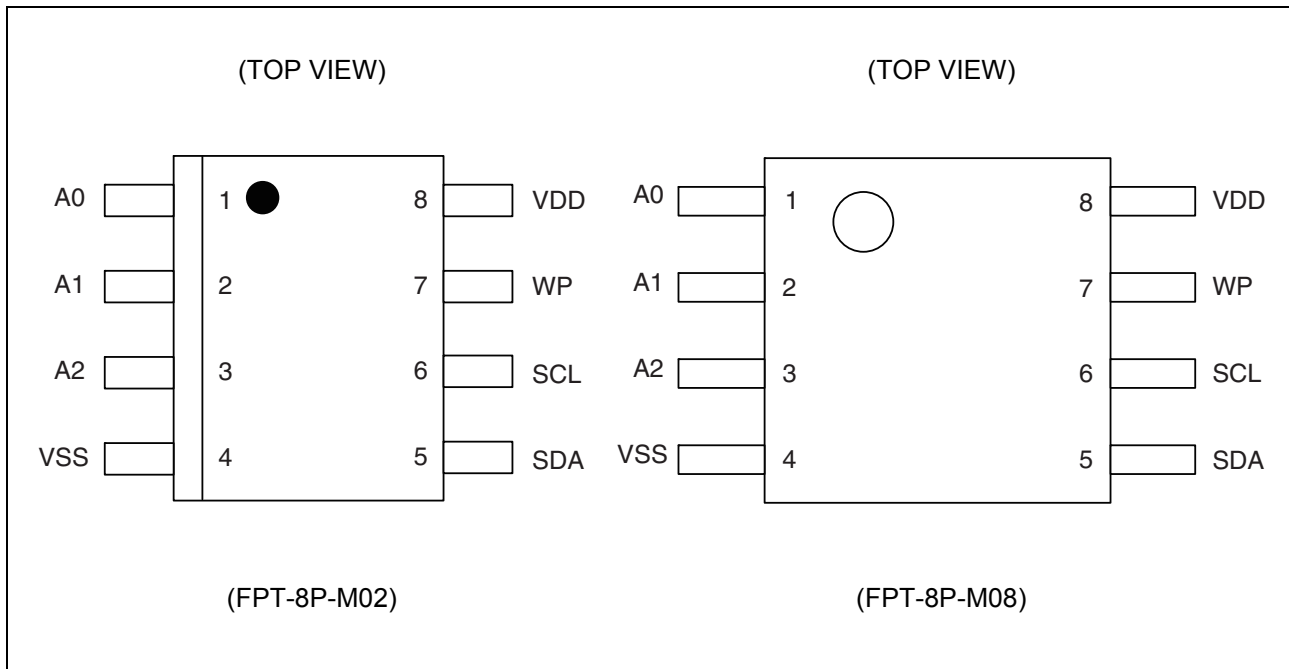 (TOP VIEW)
A0 1 8 VDD
A1 2 7 WP
A2 3 6 SCL
VSS 4 5 SDA
(FPT-8P-M02)
(TOP VIEW)
A0 1 8 VDD
A1 2 7 WP
A2 3 6 SCL
VSS 4 5 SDA
(FPT-8P-M08)